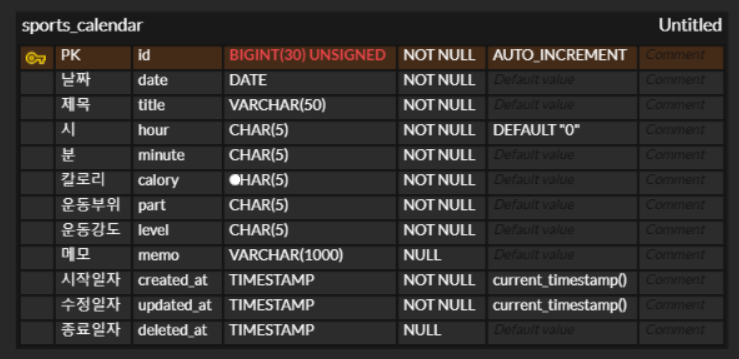 sports_calendar Untitled
PK id BIGINT(30) UNSIGNED NOT NULL AUTO_INCREMENT Comment
날짜 date DATE NOT NULL Default value Comment
제목 title VARCHAR(50) NOT NULL Default value Comment
시 hour CHAR(5) NOT NULL DEFAULT "0" Comment
분 minute CHAR(5) NOT NULL Default value Comment
칼로리 calory HAR(5) NOT NULL Default value Comment
운동부위 part CHAR(5) NOT NULL Default value Comment
운동강도 level CHAR(5) NOT NULL Default value Comment
메모 memo VARCHAR(1000) NULL Default value Comment
시작일자 created_at TIMESTAMP NOT NULL current_timestamp() Comment
수정일자 updated_at TIMESTAMP NOT NULL current_timestamp() Comment
종료일자 deleted_at TIMESTAMP NULL Default value Comment